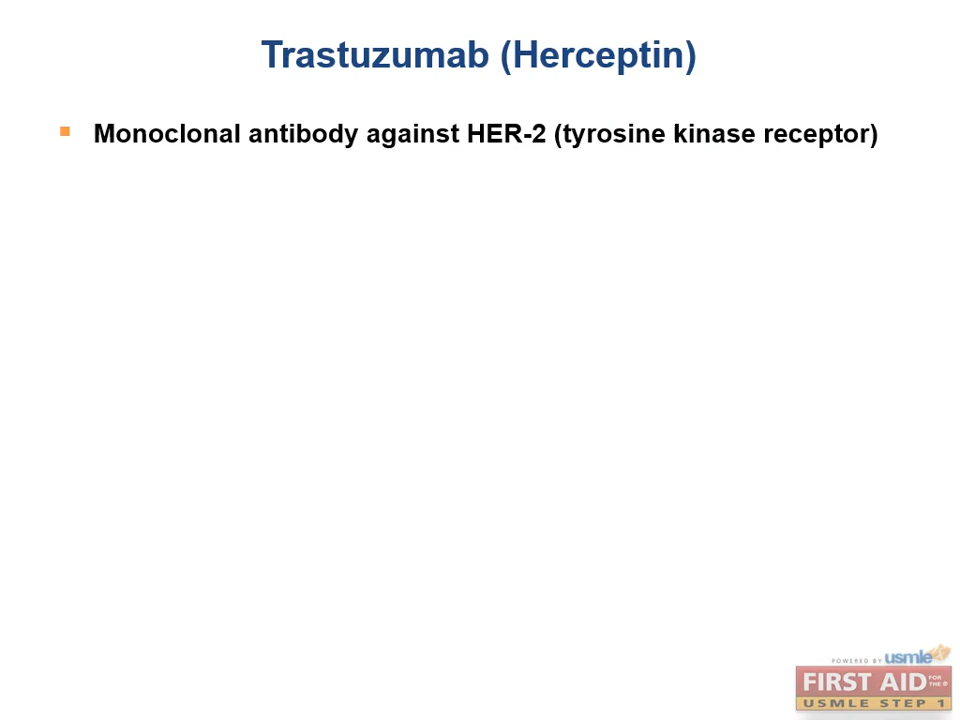 Trastuzumab (Herceptin)
Monoclonal antibody against HER-2 (tyrosine kinase receptor)
POWERED BY usmle
FIRST AID FOR THE®
USMLE STEP 1